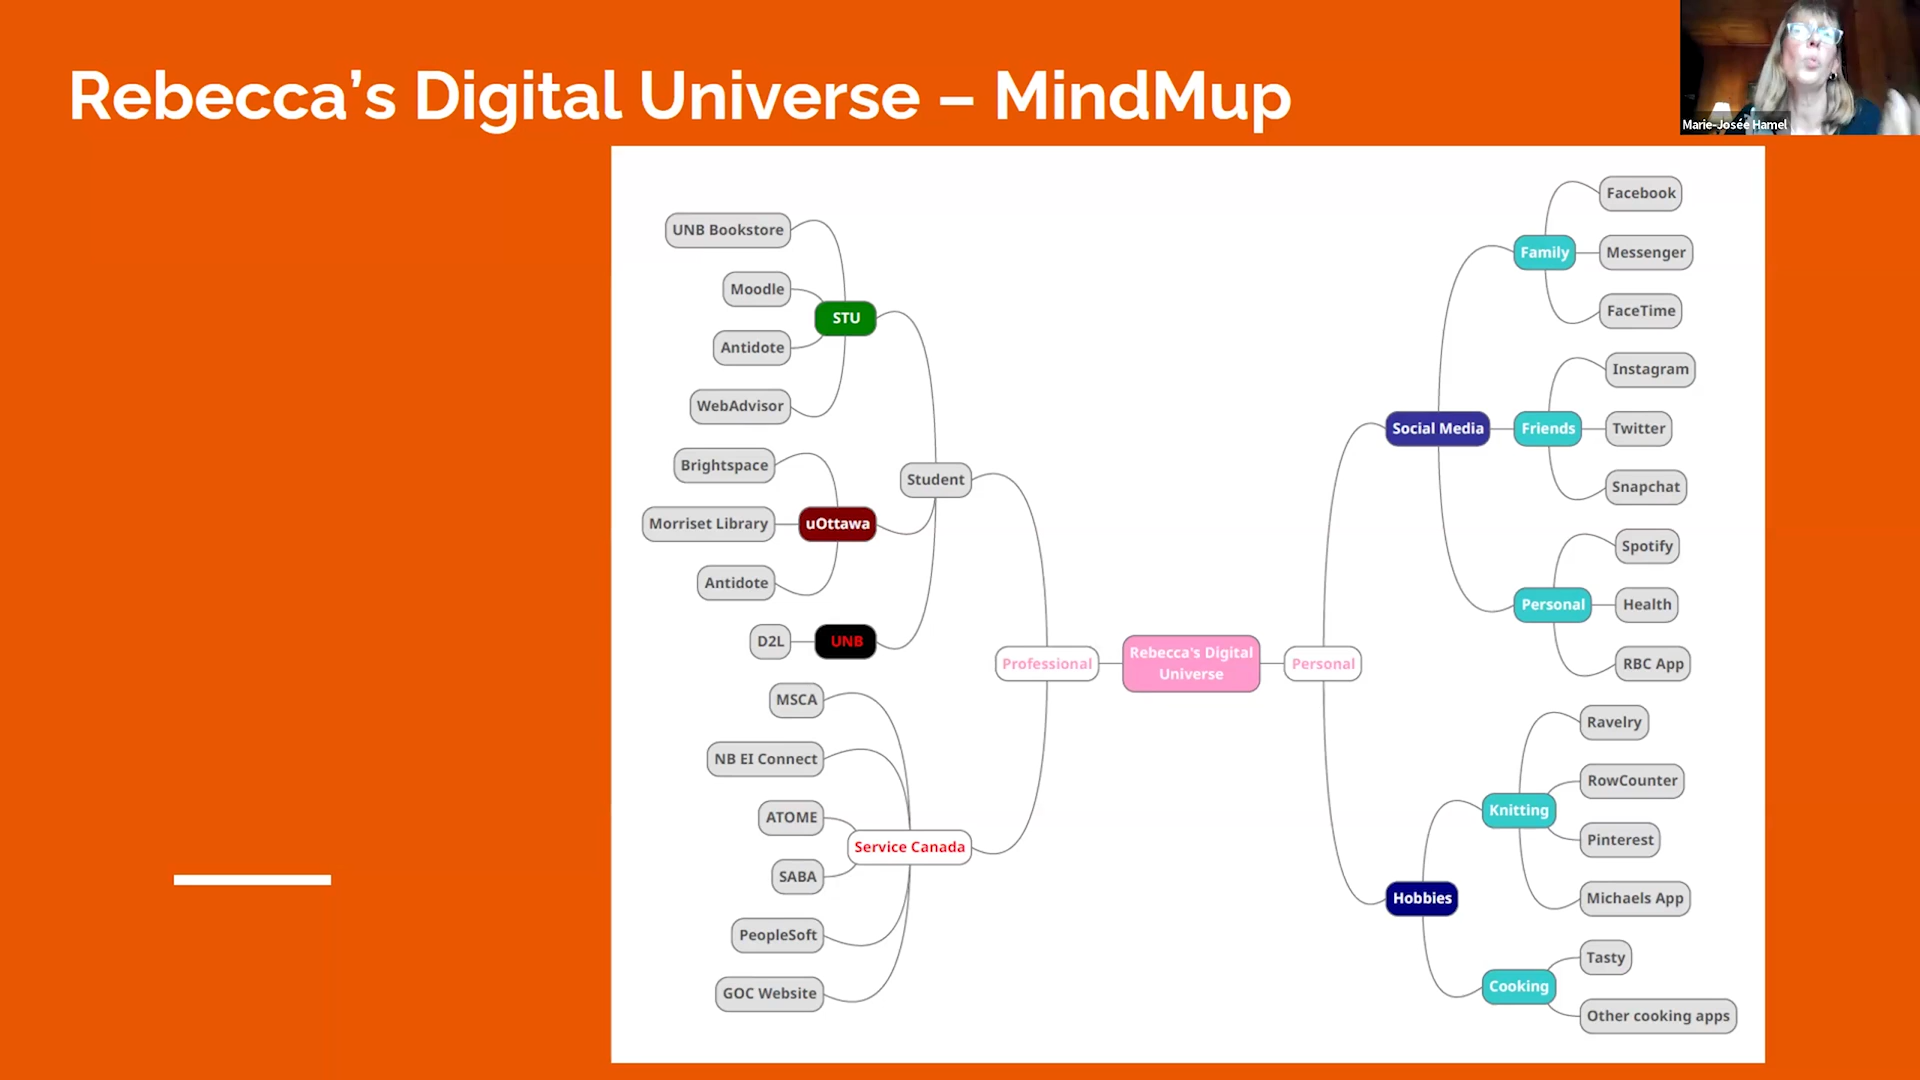 Rebecca’s Digital Universe – MindMup
Marie-Josée Hamel
UNB Bookstore
Moodle
Antidote
WebAdvisor
STU
Brightspace
Morriset Library
Antidote
uOttawa
D2L
UNB
Student
MSCA
NB EI Connect
ATOME
SABA
PeopleSoft
GOC Website
Service Canada
Professional
Rebecca's Digital
Universe
Personal
Social Media
Family
Facebook
Messenger
FaceTime
Friends
Instagram
Twitter
Snapchat
Personal
Spotify
Health
RBC App
Hobbies
Knitting
Ravelry
RowCounter
Pinterest
Michaels App
Cooking
Tasty
Other cooking apps